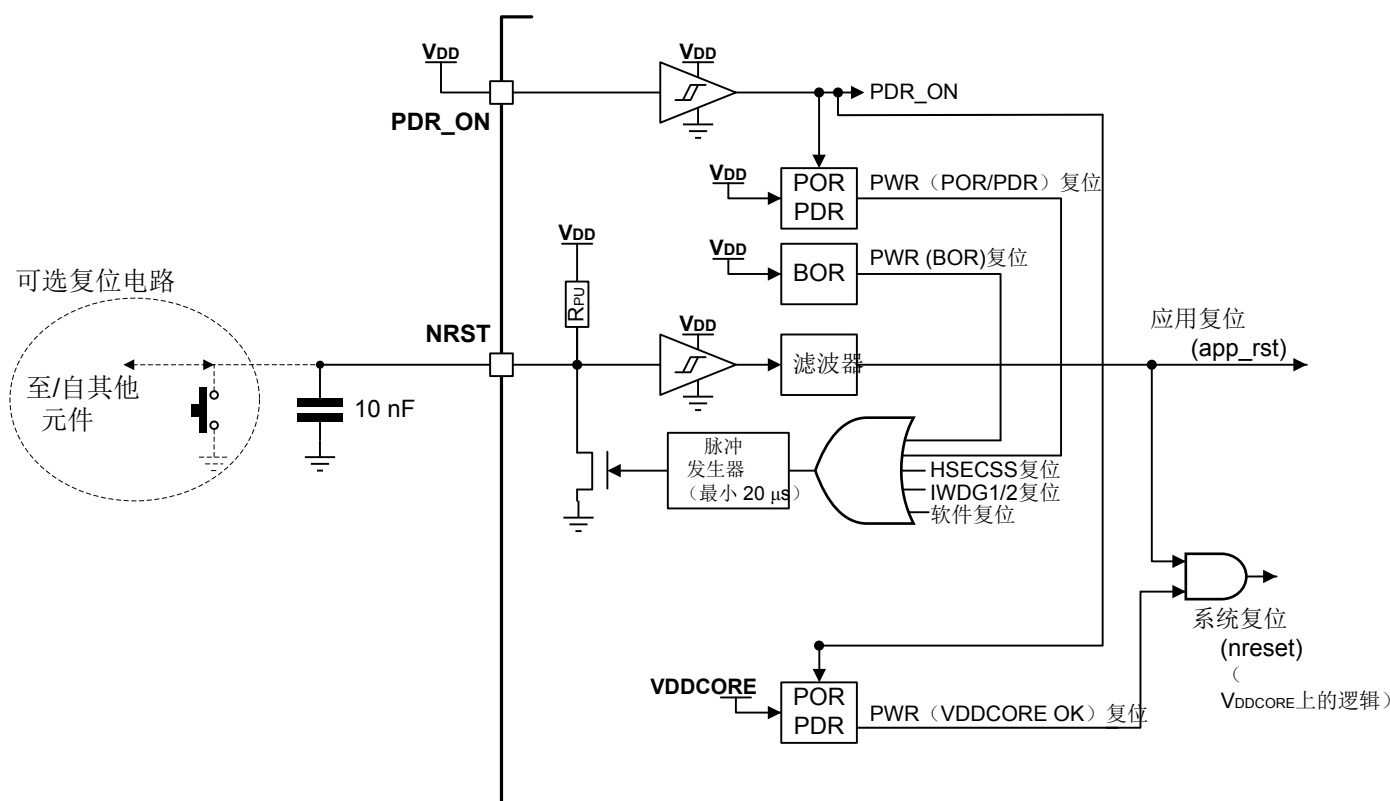 VDD
VDD
PDR_ON
PDR_ON
VDD
POR
PDR
PWR（POR/PDR）复位
VDD
VDD
BOR
PWR (BOR)复位
可选复位电路
RPU
NRST
VDD
滤波器
应用复位
(app_rst)
至/自其他
元件
10 nF
脉冲
发生器
（最小 20 μs）
HSECSS复位
IWDG1/2复位
软件复位
系统复位
(nreset)
（
VDDCORE上的逻辑）
VDDCORE
POR
PDR
PWR（VDDCORE OK）复位